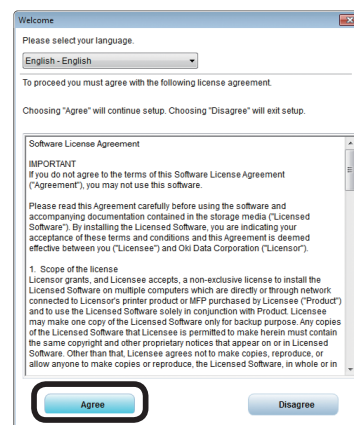 Welcome
Please select your language.
English - English
To proceed you must agree with the following license agreement.
Choosing "Agree" will continue setup. Choosing "Disagree" will exit setup.
Software License Agreement
IMPORTANT
If you do not agree to the terms of this Software License Agreement
("Agreement"), you may not use this software.
Please read this Agreement carefully before using the software and
accompanying documentation contained in the storage media ("Licensed
Software"). By installing the Licensed Software, you are indicating your
acceptance of these terms and conditions and this Agreement is deemed
effective between you ("Licensee") and Oki Data Corporation ("Licensor").
1. Scope of the license
Licensor grants, and Licensee accepts, a non-exclusive license to install the
Licensed Software on multiple computers which are directly or through network
connected to Licensor's printer product or MFP purchased by Licensee ("Product")
and to use the Licensed Software solely in conjunction with Product. Licensee
may make one copy of the Licensed Software only for backup purpose. Any copies
of the Licensed Software that Licensee is permitted to make herein must contain
the same copyright and other proprietary notices that appear on or in Licensed
Software. Other than that, Licensee agrees not to make copies, reproduce, or
allow anyone to make copies or reproduce, the Licensed Software, in whole or in
Agree
Disagree